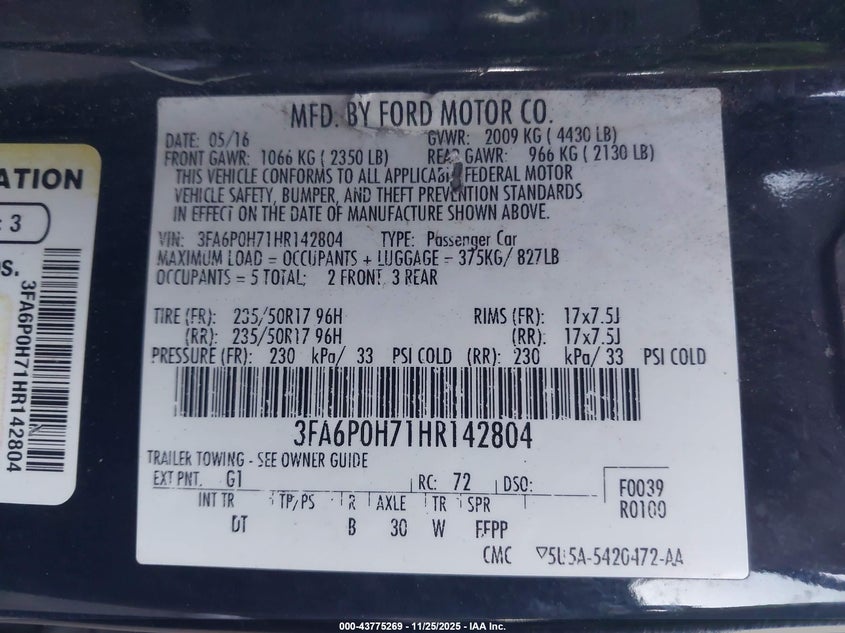 MFD. BY FORD MOTOR CO.
DATE: 05/16 GVWR: 2009 KG ( 4430 LB)
FRONT GAWR: 1066 KG ( 2350 LB) REAR GAWR: 966 KG ( 2130 LB)
THIS VEHICLE CONFORMS TO ALL APPLICABLE FEDERAL MOTOR
VEHICLE SAFETY, BUMPER, AND THEFT PREVENTION STANDARDS
IN EFFECT ON THE DATE OF MANUFACTURE SHOWN ABOVE.
VIN: 3FA6P0H71HR142804 TYPE: Passenger Car
MAXIMUM LOAD = OCCUPANTS + LUGGAGE = 375KG/ 827LB
OCCUPANTS = 5 TOTAL: 2 FRONT, 3 REAR
TIRE (FR): 235/50R17 96H RIMS (FR): 17x7.5J
(RR): 235/50R17 96H (RR): 17x7.5J
PRESSURE (FR): 230 kPa/ 33 PSI COLD (RR): 230 kPa/ 33 PSI COLD
3FA6P0H71HR142804
TRAILER TOWING - SEE OWNER GUIDE
EXT PNT: G1 RC: 72 DSO: F0039
INT TR TP/PS R AXLE TR SPR R0100
DT B 30 W FFPP
CMC 5U5A-5420472-AA
ATION
: 3
3FA6P0H71HR142804
000-43775269 - 11/25/2025 - IAA Inc.